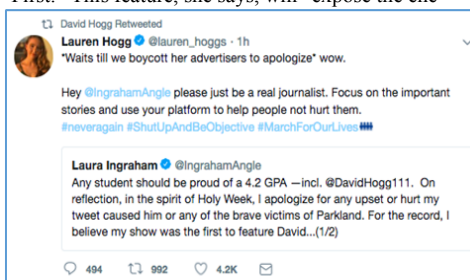 First." This feature, she says, will "expose the
David Hogg Retweeted
Lauren Hogg @lauren_hoggs · 1h
*Waits till we boycott her advertisers to apologize* wow.
Hey @IngrahamAngle please just be a real journalist. Focus on the important
stories and use your platform to help people not hurt them.
#neveragain #ShutUpAndBeObjective #MarchForOurLives
Laura Ingraham @IngrahamAngle
Any student should be proud of a 4.2 GPA —incl. @DavidHogg111. On
reflection, in the spirit of Holy Week, I apologize for any upset or hurt my
tweet caused him or any of the brave victims of Parkland. For the record, I
believe my show was the first to feature David...(1/2)
494 992 4.2K